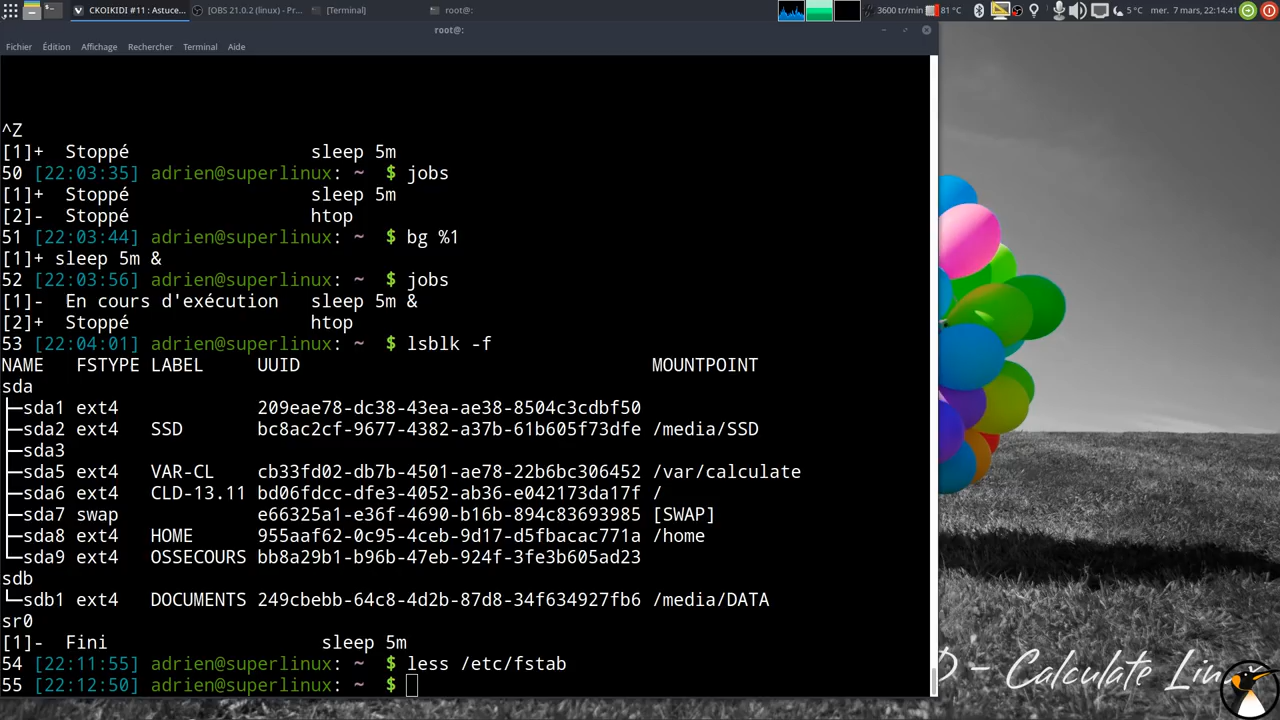 CKOIKIDI #11 : Astuce... [OBS 21.0.2 (linux) - Pr... [Terminal] root@: 3600 tr/min 81 °C 5 °C mer. 7 mars, 22:14:41
root@:
Fichier Édition Affichage Rechercher Terminal Aide
^Z
[1]+ Stoppé sleep 5m
50 [22:03:35] adrien@superlinux: ~ $ jobs
[1]+ Stoppé sleep 5m
[2]- Stoppé htop
51 [22:03:44] adrien@superlinux: ~ $ bg %1
[1]+ sleep 5m &
52 [22:03:56] adrien@superlinux: ~ $ jobs
[1]- En cours d'exécution sleep 5m &
[2]+ Stoppé htop
53 [22:04:01] adrien@superlinux: ~ $ lsblk -f
NAME FSTYPE LABEL UUID MOUNTPOINT
sda
├─sda1 ext4 209eae78-dc38-43ea-ae38-8504c3cdbf50
├─sda2 ext4 SSD bc8ac2cf-9677-4382-a37b-61b605f73dfe /media/SSD
├─sda3
├─sda5 ext4 VAR-CL cb33fd02-db7b-4501-ae78-22b6bc306452 /var/calculate
├─sda6 ext4 CLD-13.11 bd06fdcc-dfe3-4052-ab36-e042173da17f /
├─sda7 swap e66325a1-e36f-4690-b16b-894c83693985 [SWAP]
├─sda8 ext4 HOME 955aaf62-0c95-4ceb-9d17-d5fbacac771a /home
└─sda9 ext4 OSSECOURS bb8a29b1-b96b-47eb-924f-3fe3b605ad23
sdb
└─sdb1 ext4 DOCUMENTS 249cbebb-64c8-4d2b-87d8-34f634927fb6 /media/DATA
sr0
[1]- Fini sleep 5m
54 [22:11:55] adrien@superlinux: ~ $ less /etc/fstab
55 [22:12:50] adrien@superlinux: ~ $
D - Calculate Lin